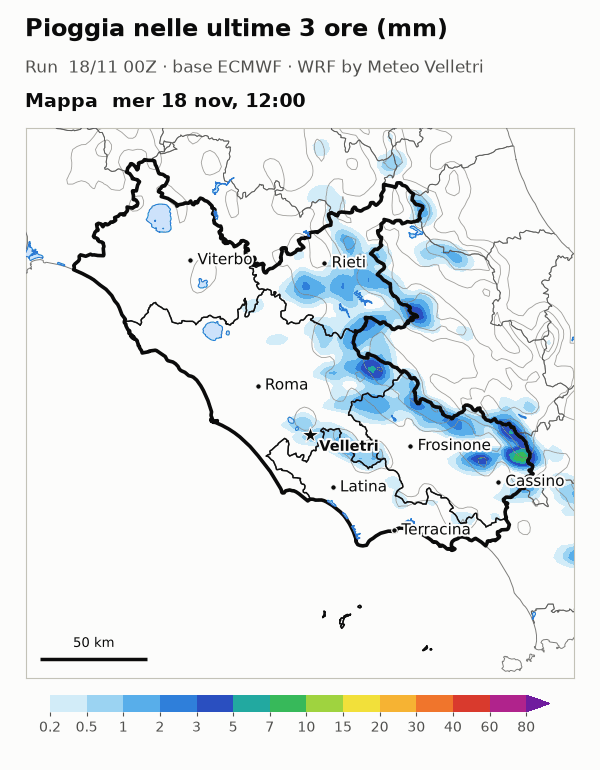 Pioggia nelle ultime 3 ore (mm)
Run 18/11 00Z · base ECMWF · WRF by Meteo Velletri
Mappa mer 18 nov, 12:00
Viterbo
Rieti
Roma
Velletri
Frosinone
Latina
Cassino
Terracina
50 km
0.2 0.5 1 2 3 5 7 10 15 20 30 40 60 80